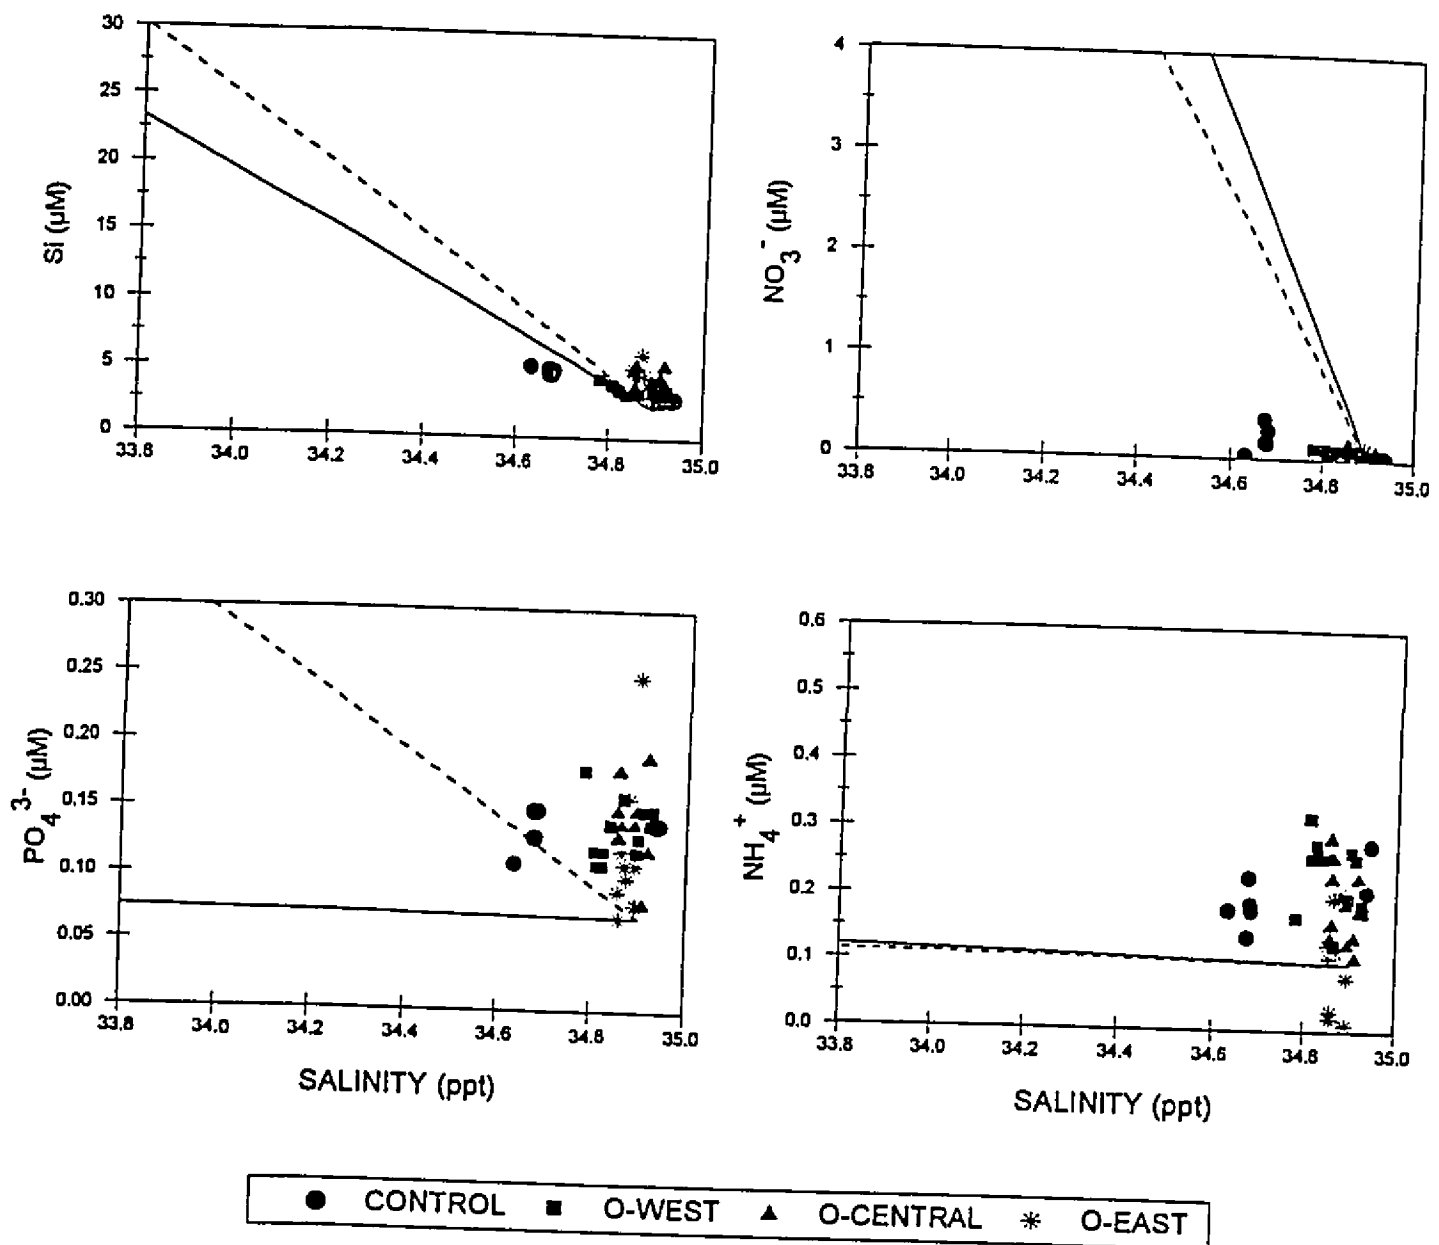 30
25
20
15
10
5
0
Si (µM)
33.8 34.0 34.2 34.4 34.6 34.8 35.0
4
3
2
1
0
NO3- (µM)
33.8 34.0 34.2 34.4 34.6 34.8 35.0
0.30
0.25
0.20
0.15
0.10
0.05
0.00
PO43- (µM)
33.8 34.0 34.2 34.4 34.6 34.8 35.0
SALINITY (ppt)
0.6
0.5
0.4
0.3
0.2
0.1
0.0
NH4+ (µM)
33.8 34.0 34.2 34.4 34.6 34.8 35.0
SALINITY (ppt)
CONTROL O-WEST O-CENTRAL O-EAST